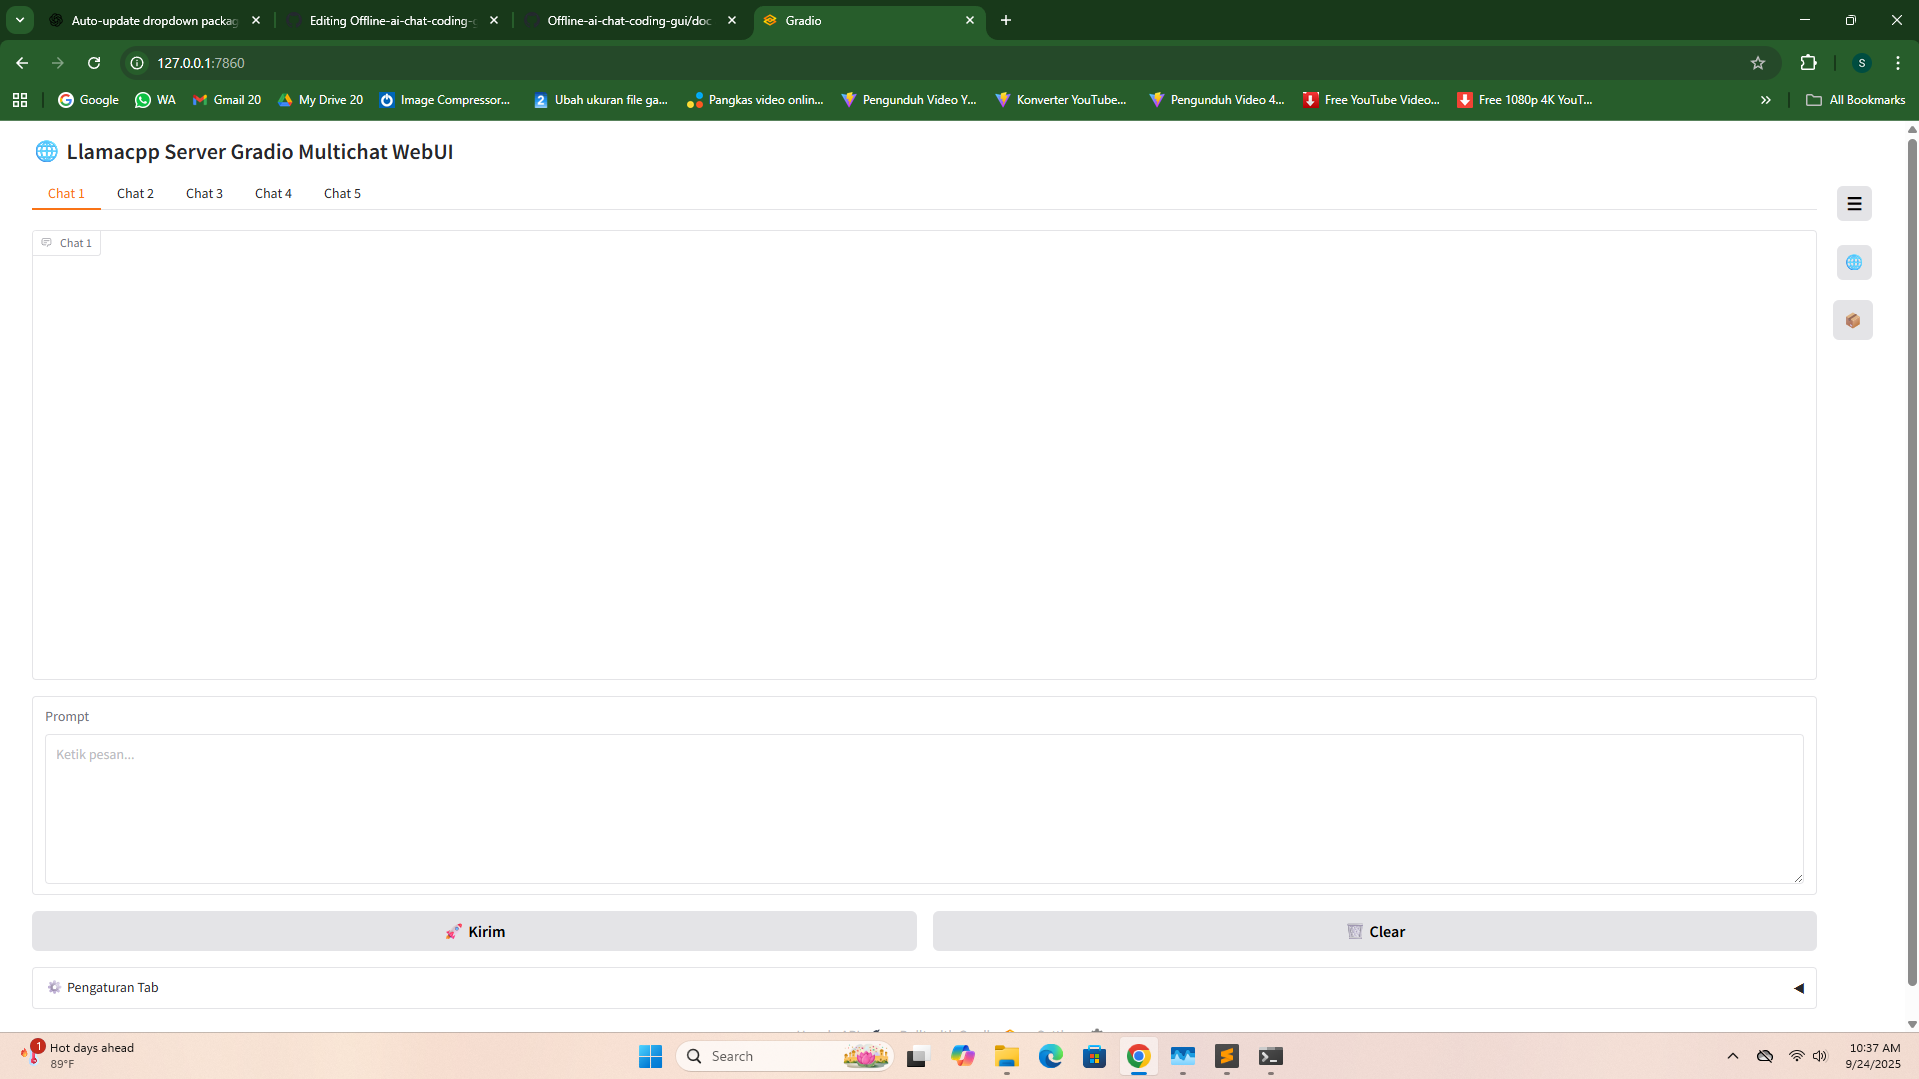 Auto-update dropdown packag
Editing Offline-ai-chat-coding-g
Offline-ai-chat-coding-gui/doc
Gradio
127.0.0.1:7860
S
Google
WA
Gmail 20
My Drive 20
Image Compressor...
Ubah ukuran file ga...
Pangkas video onlin...
Pengunduh Video Y...
Konverter YouTube...
Pengunduh Video 4...
Free YouTube Video...
Free 1080p 4K YouT...
All Bookmarks
Llamacpp Server Gradio Multichat WebUI
Chat 1
Chat 2
Chat 3
Chat 4
Chat 5
Chat 1
Prompt
Ketik pesan...
Kirim
Clear
Pengaturan Tab
1
Hot days ahead
89°F
Search
10:37 AM
9/24/2025